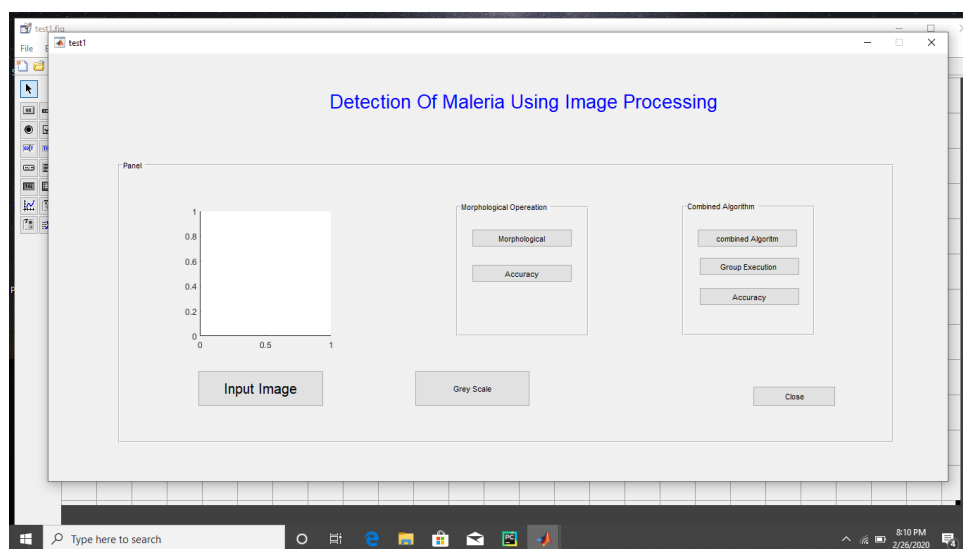 test1.fig
File
test1
Detection Of Maleria Using Image Processing
Panel
1
0.8
0.6
0.4
0.2
0
0
0.5
1
Input Image
Morphological Opereation
Morphological
Accuracy
Grey Scale
Combined Algorithm
combined Algoritm
Group Execution
Accuracy
Close
Type here to search
PC
8:10 PM
2/26/2020
4